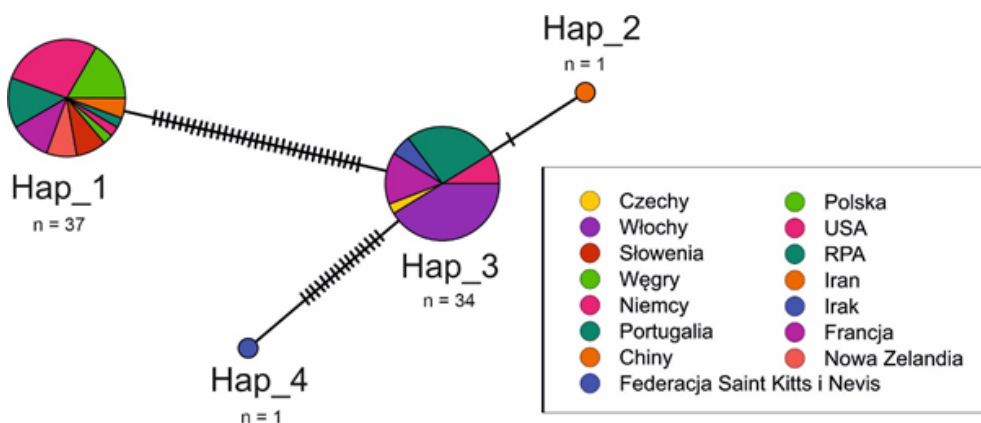 Hap_2
n = 1
Hap_1
n = 37
Hap_3
n = 34
Hap_4
n = 1
Czechy
Włochy
Słowenia
Węgry
Niemcy
Portugalia
Chiny
Federacja Saint Kitts i Nevis
Polska
USA
RPA
Iran
Irak
Francja
Nowa Zelandia